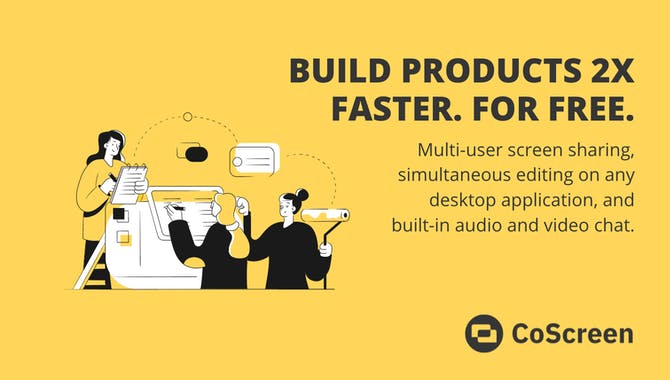 BUILD PRODUCTS 2X
FASTER. FOR FREE.
Multi-user screen sharing,
simultaneous editing on any
desktop application, and
built-in audio and video chat.
CoScreen